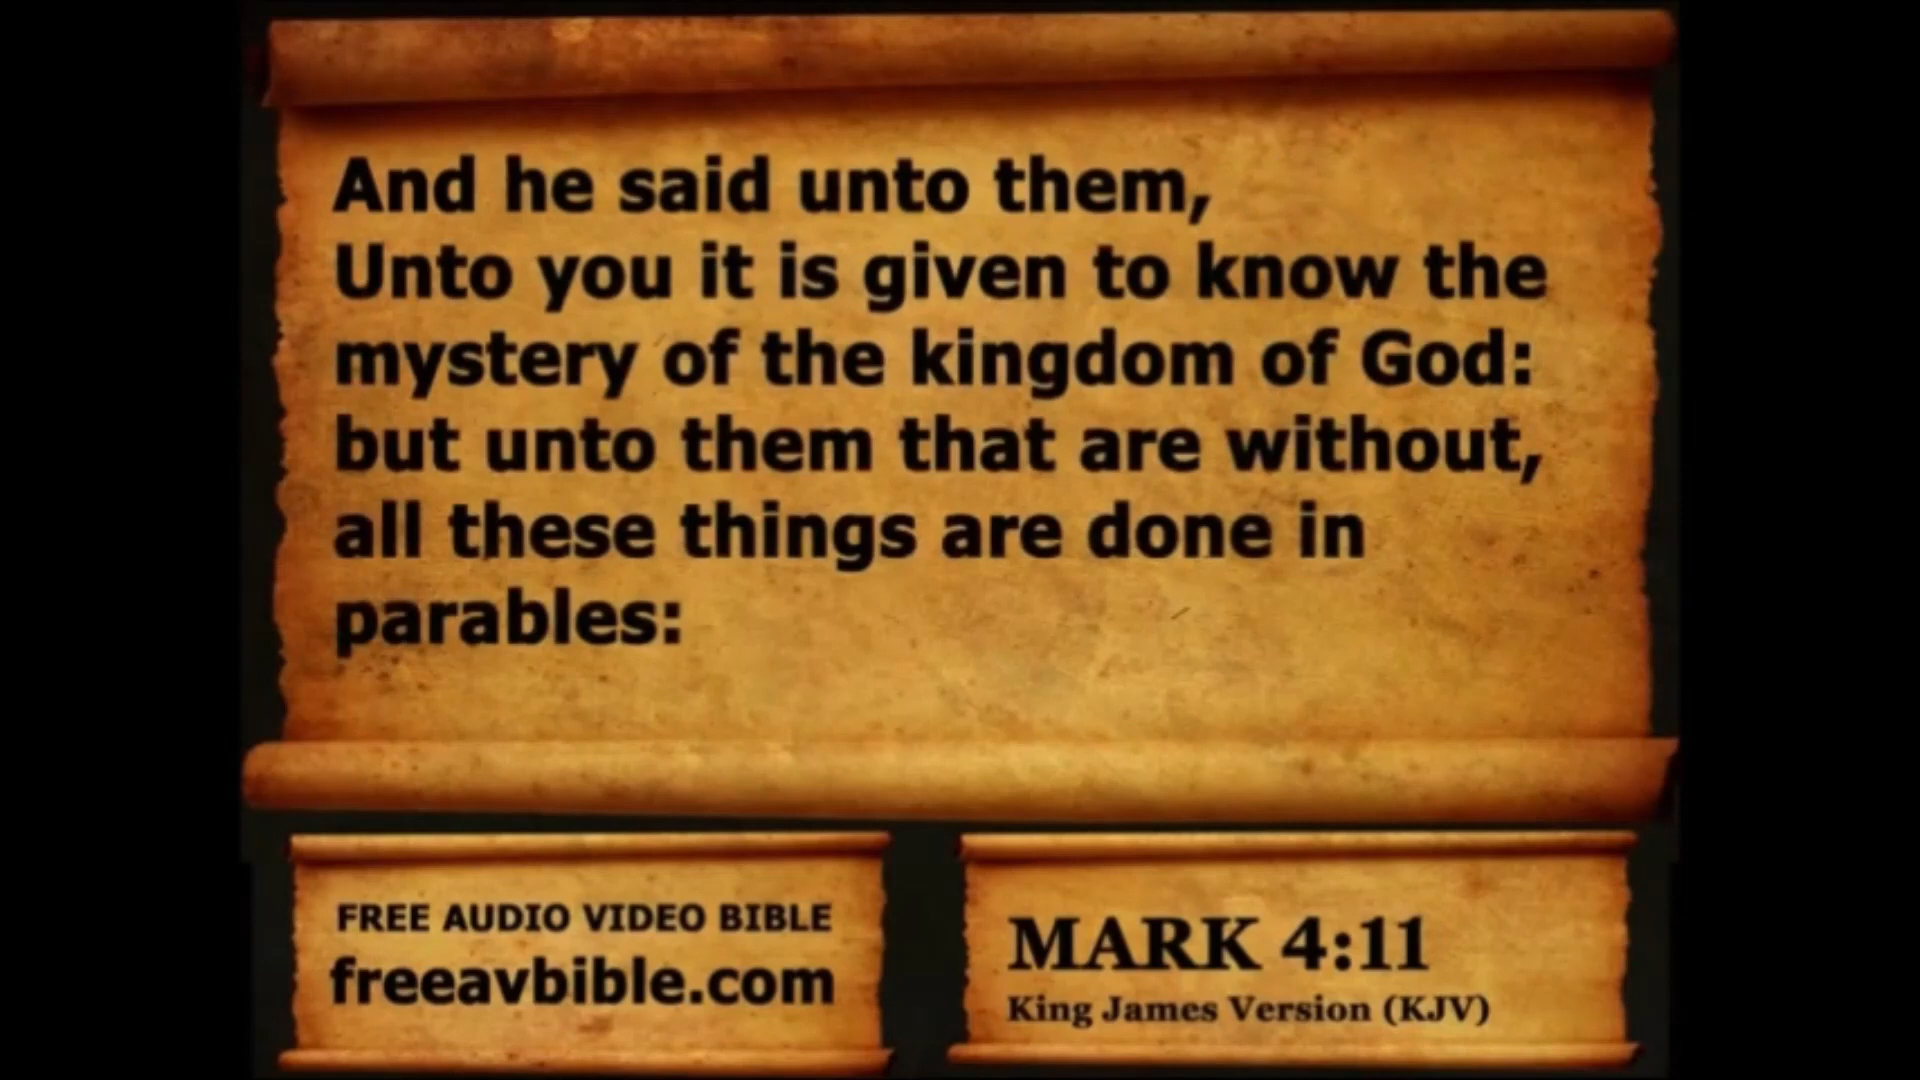 And he said unto them,
Unto you it is given to know the
mystery of the kingdom of God:
but unto them that are without,
all these things are done in
parables:
FREE AUDIO VIDEO BIBLE
freeavbible.com
MARK 4:11
King James Version (KJV)